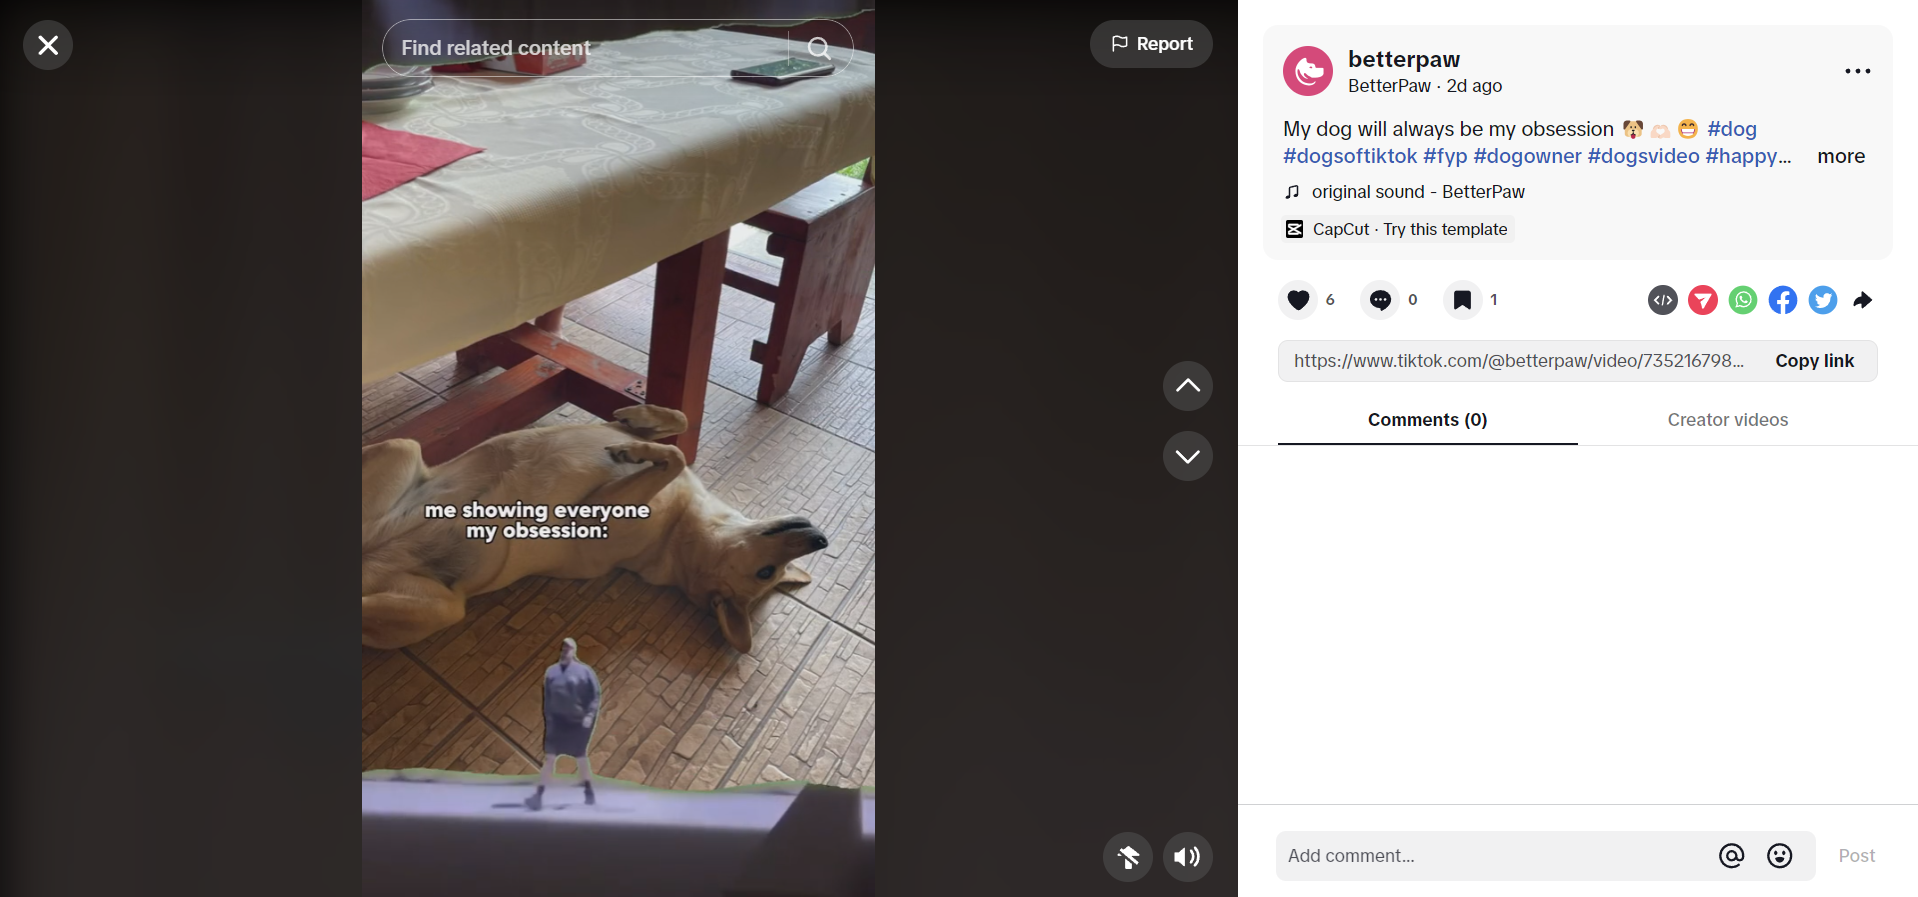 Find related content
Report
me showing everyone
my obsession:
betterpaw
BetterPaw · 2d ago
My dog will always be my obsession 🐶 🫶🏻 😁 #dog
#dogsoftiktok #fyp #dogowner #dogsvideo #happy... more
original sound - BetterPaw
CapCut · Try this template
6 0 1
https://www.tiktok.com/@betterpaw/video/735216798... Copy link
Comments (0) Creator videos
Add comment... Post